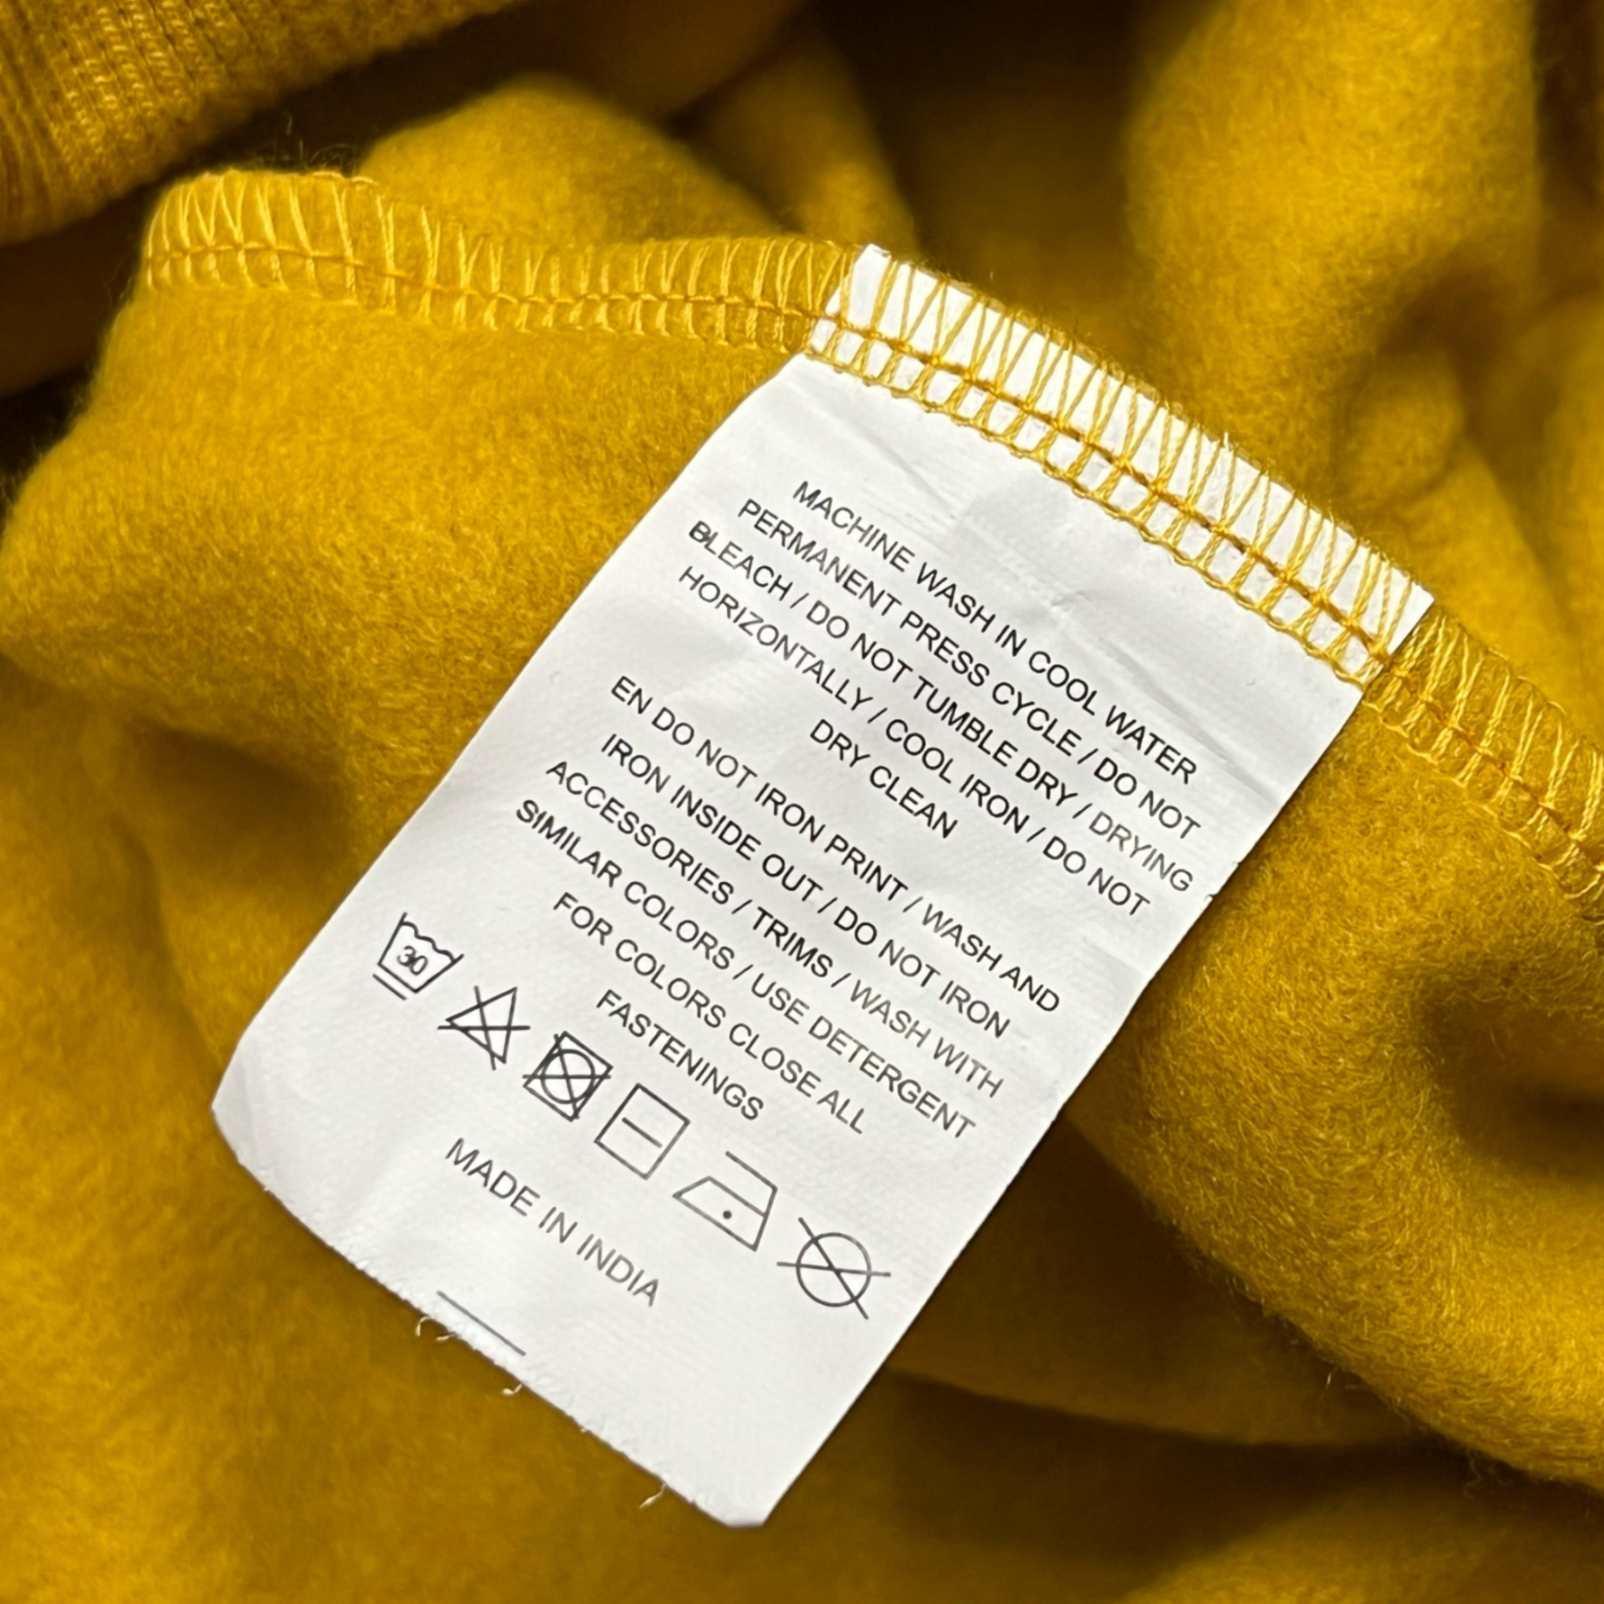 MACHINE WASH IN COOL WATER
PERMANENT PRESS CYCLE / DO NOT
BLEACH / DO NOT TUMBLE DRY / DRYING
HORIZONTALLY / COOL IRON / DO NOT
DRY CLEAN
EN DO NOT IRON PRINT / WASH AND
IRON INSIDE OUT / DO NOT IRON
ACCESSORIES / TRIMS / WASH WITH
SIMILAR COLORS / USE DETERGENT
FOR COLORS CLOSE ALL
FASTENINGS
30
MADE IN INDIA